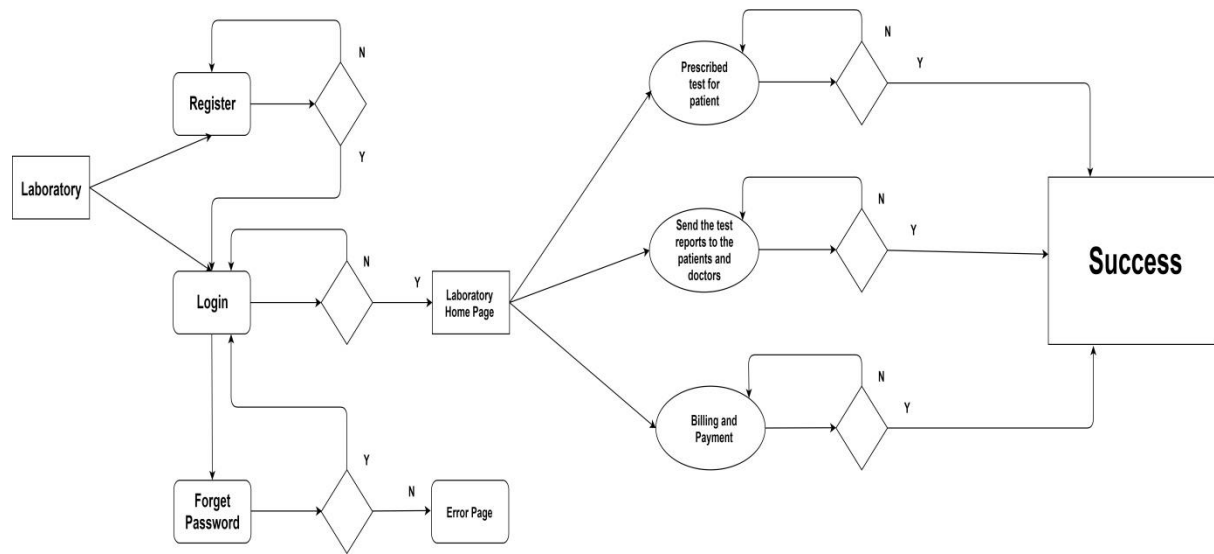 N
Register
Y
Laboratory
N
Login
Y
Laboratory
Home Page
Y
Forget
Password
N
Error Page
Prescribed
test for
patient
N
Y
Send the test
reports to the
patients and
doctors
N
Y
Billing and
Payment
N
Y
Success